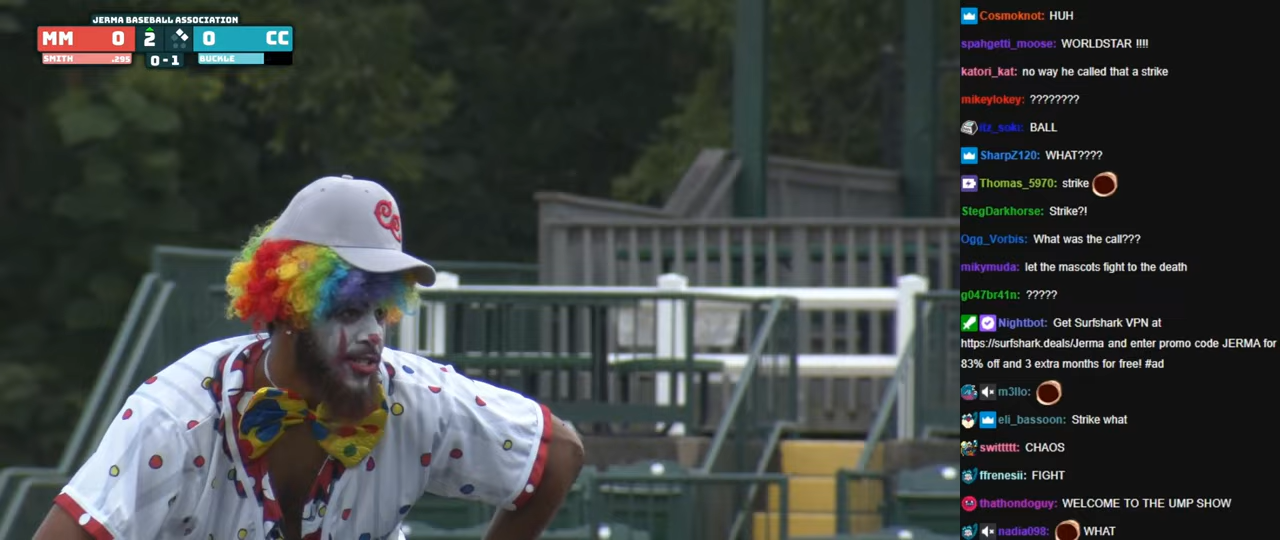 JERMA BASEBALL ASSOCIATION
MM 0 2 0 CC
SMITH .295 0 - 1 BUCKLE
CC
Cosmoknot: HUH
spahgetti_moose: WORLDSTAR !!!!
katori_kat: no way he called that a strike
mikeylokey: ????????
itz_soki: BALL
SharpZ120: WHAT????
Thomas_5970: strike
StegDarkhorse: Strike?!
Ogg_Vorbis: What was the call???
mikymuda: let the mascots fight to the death
g047br41n: ?????
Nightbot: Get Surfshark VPN at
https://surfshark.deals/Jerma and enter promo code JERMA for
83% off and 3 extra months for free! #ad
m3llo:
eli_bassoon: Strike what
swittttt: CHAOS
ffrenesii: FIGHT
thathondoguy: WELCOME TO THE UMP SHOW
nadia098: WHAT